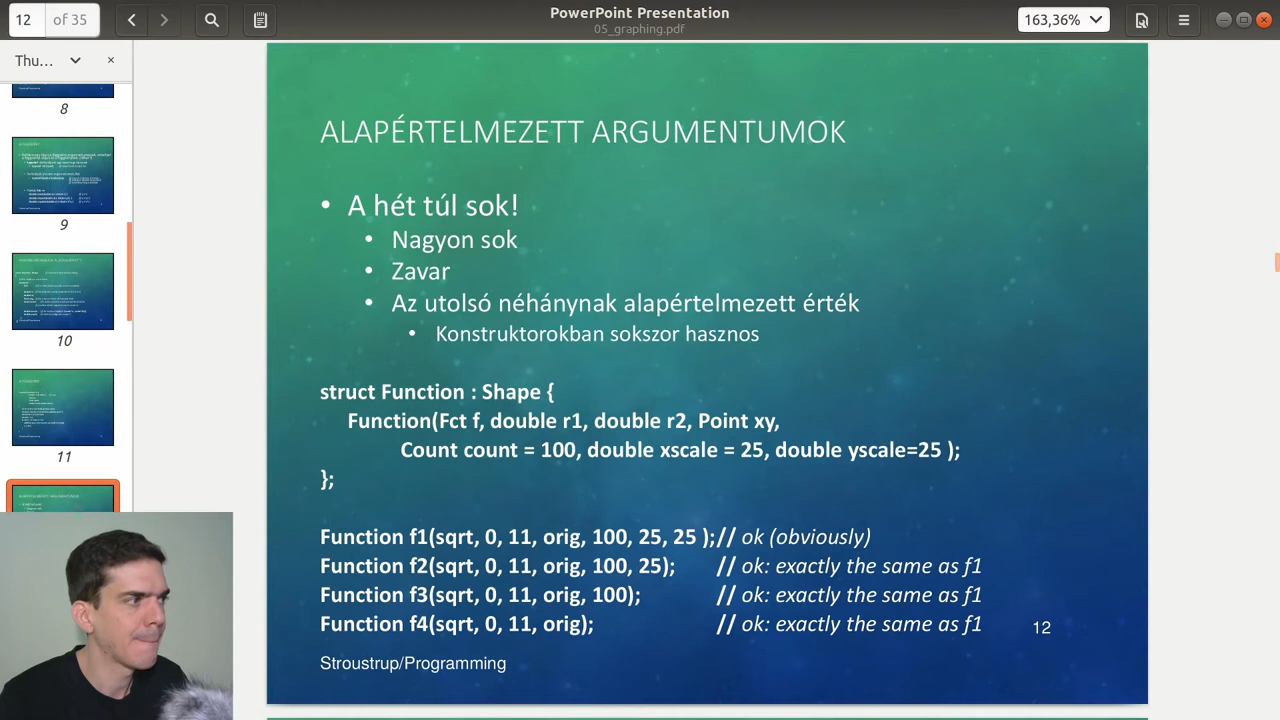 12 of 35
PowerPoint Presentation
05_graphing.pdf
163,36%
Thu...
8
9
10
11
ALAPÉRTELMEZETT ARGUMENTUMOK
• A hét túl sok!
• Nagyon sok
• Zavar
• Az utolsó néhánynak alapértelmezett érték
• Konstruktorokban sokszor hasznos
struct Function : Shape {
Function(Fct f, double r1, double r2, Point xy,
Count count = 100, double xscale = 25, double yscale=25 );
};
Function f1(sqrt, 0, 11, orig, 100, 25, 25 );// ok (obviously)
Function f2(sqrt, 0, 11, orig, 100, 25); // ok: exactly the same as f1
Function f3(sqrt, 0, 11, orig, 100); // ok: exactly the same as f1
Function f4(sqrt, 0, 11, orig); // ok: exactly the same as f1
12
Stroustrup/Programming